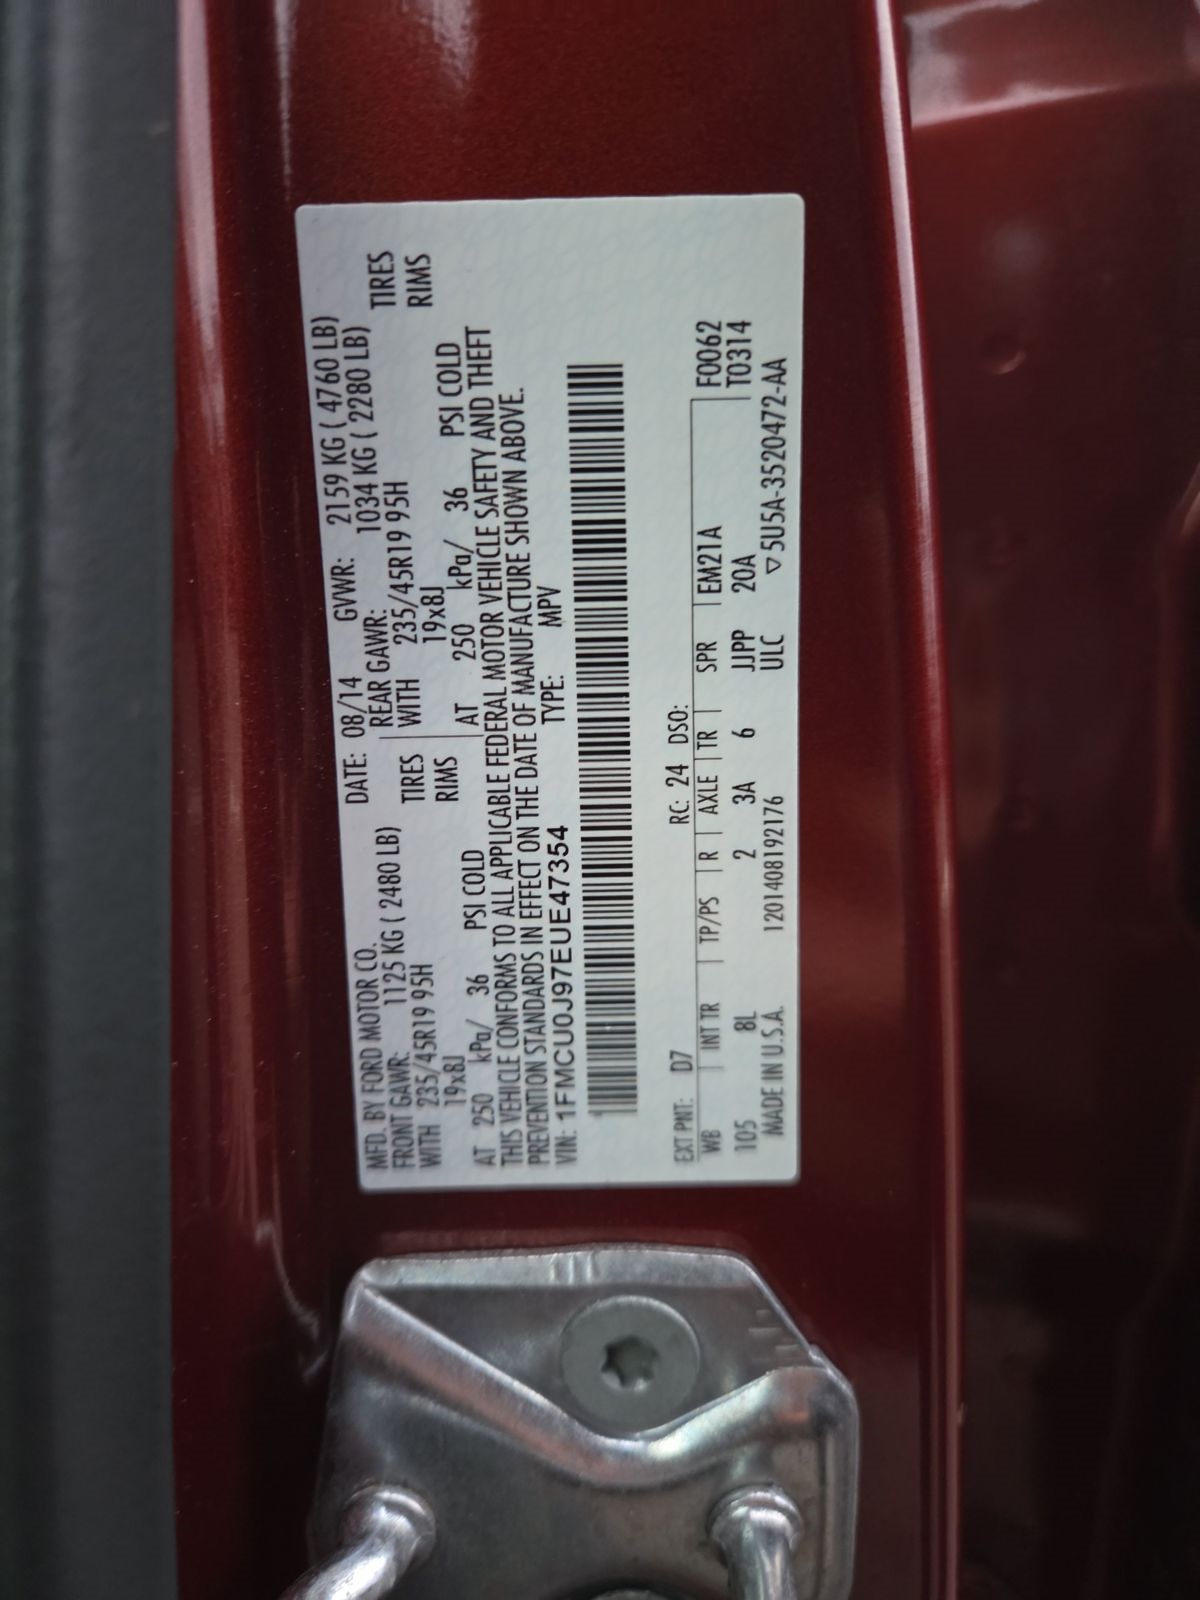 MFD. BY FORD MOTOR CO. DATE: 08/14 GVWR: 2159 KG ( 4760 LB)
FRONT GAWR: 1125 KG ( 2480 LB) REAR GAWR: 1034 KG ( 2280 LB)
WITH 235/45R19 95H TIRES WITH 235/45R19 95H TIRES
19x8J RIMS 19x8J RIMS
AT 250 kPa/ 36 PSI COLD AT 250 kPa/ 36 PSI COLD
THIS VEHICLE CONFORMS TO ALL APPLICABLE FEDERAL MOTOR VEHICLE SAFETY AND THEFT
PREVENTION STANDARDS IN EFFECT ON THE DATE OF MANUFACTURE SHOWN ABOVE.
VIN: 1FMCU0J97EUE47354 TYPE: MPV
EXT PNT: D7 RC: 24 DSO:
WB INT TR TP/PS R AXLE TR SPR EM21A F0062
105 8L 2 3A 6 JJPP 20A T0314
MADE IN U.S.A. 1201408192176 ULC ▽5U5A-3520472-AA